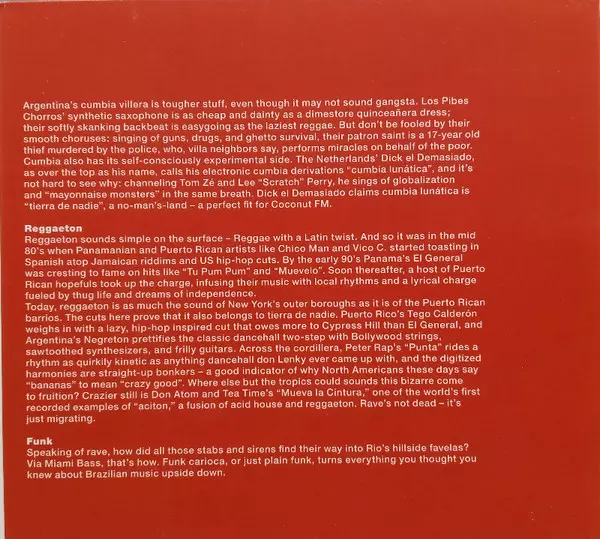 Argentina's cumbia villera is tougher stuff, even though it may not sound gangsta. Los Pibes
Chorros' synthetic saxophone is as cheap and dainty as a dimestore quinceañera dress;
their softly skanking backbeat is easygoing as the laziest reggae. But don't be fooled by their
smooth choruses: singing of guns, drugs, and ghetto survival, their patron saint is a 17-year old
thief murdered by the police, who, villa neighbors say, performs miracles on behalf of the poor.
Cumbia also has its self-consciously experimental side. The Netherlands' Dick el Demasiado,
as over the top as his name, calls his electronic cumbia derivations "cumbia lunática", and it's
not hard to see why: channeling Tom Zé and Lee "Scratch" Perry, he sings of globalization
and "mayonnaise monsters" in the same breath. Dick el Demasiado claims cumbia lunática is
"tierra de nadie", a no-man's-land – a perfect fit for Coconut FM.
Reggaeton
Reggaeton sounds simple on the surface – Reggae with a Latin twist. And so it was in the mid
80's when Panamanian and Puerto Rican artists like Chico Man and Vico C. started toasting in
Spanish atop Jamaican riddims and US hip-hop cuts. By the early 90's Panama's El General
was cresting to fame on hits like "Tu Pum Pum" and "Muevelo". Soon thereafter, a host of Puerto
Rican hopefuls took up the charge, infusing their music with local rhythms and a lyrical charge
fueled by thug life and dreams of independence.
Today, reggaeton is as much the sound of New York's outer boroughs as it is of the Puerto Rican
barrios. The cuts here prove that it also belongs to tierra de nadie. Puerto Rico's Tego Calderón
weighs in with a lazy, hip-hop inspired cut that owes more to Cypress Hill than El General, and
Argentina's Negreton prettifies the classic dancehall two-step with Bollywood strings,
sawtoothed synthesizers, and frilly guitars. Across the cordillera, Peter Rap's "Punta" rides a
rhythm as quirkily kinetic as anything dancehall don Lenky ever came up with, and the digitized
harmonies are straight-up bonkers – a good indicator of why North Americans these days say
"bananas" to mean "crazy good". Where else but the tropics could sounds this bizarre come
to fruition? Crazier still is Don Atom and Tea Time's "Mueva la Cintura," one of the world's first
recorded examples of "aciton," a fusion of acid house and reggaeton. Rave's not dead – it's
just migrating.
Funk
Speaking of rave, how did all those stabs and sirens find their way into Rio's hillside favelas?
Via Miami Bass, that's how. Funk carioca, or just plain funk, turns everything you thought you
knew about Brazilian music upside down.